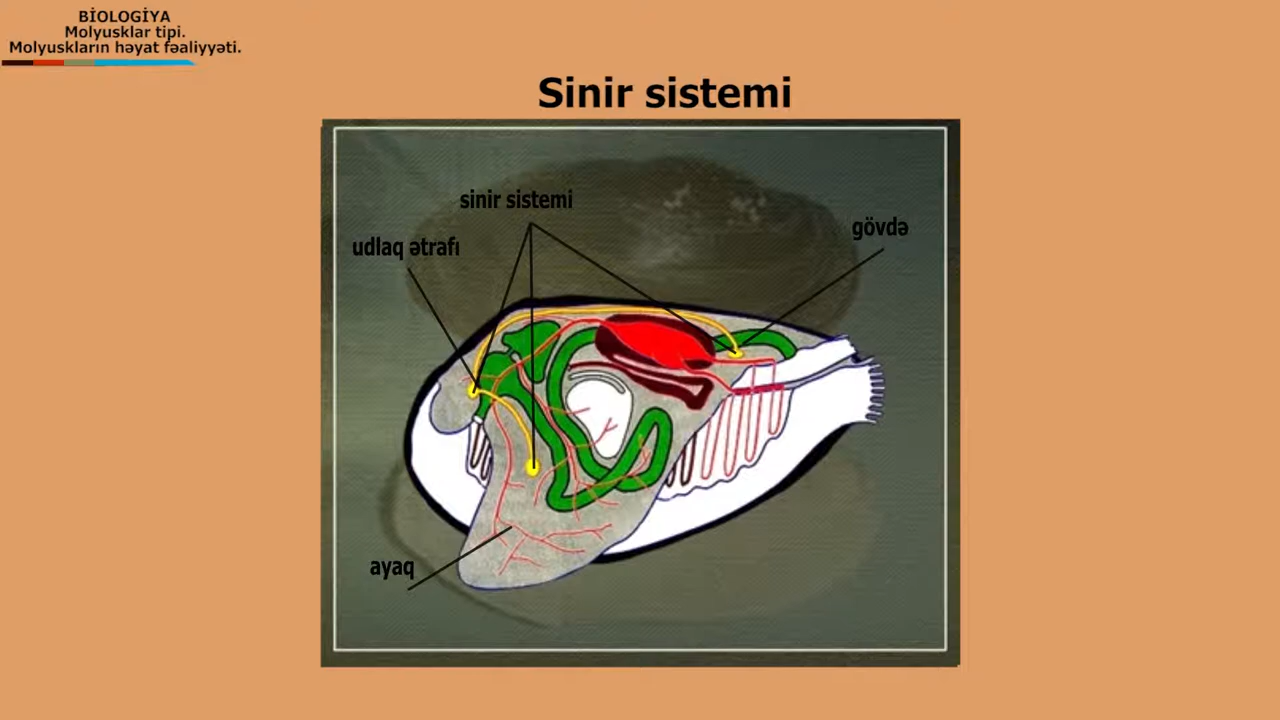 BİOLOGİYA
Molyusklar tipi.
Molyuskların həyat fəaliyyəti.
Sinir sistemi
sinir sistemi
udlaq ətrafı
gövdə
ayaq